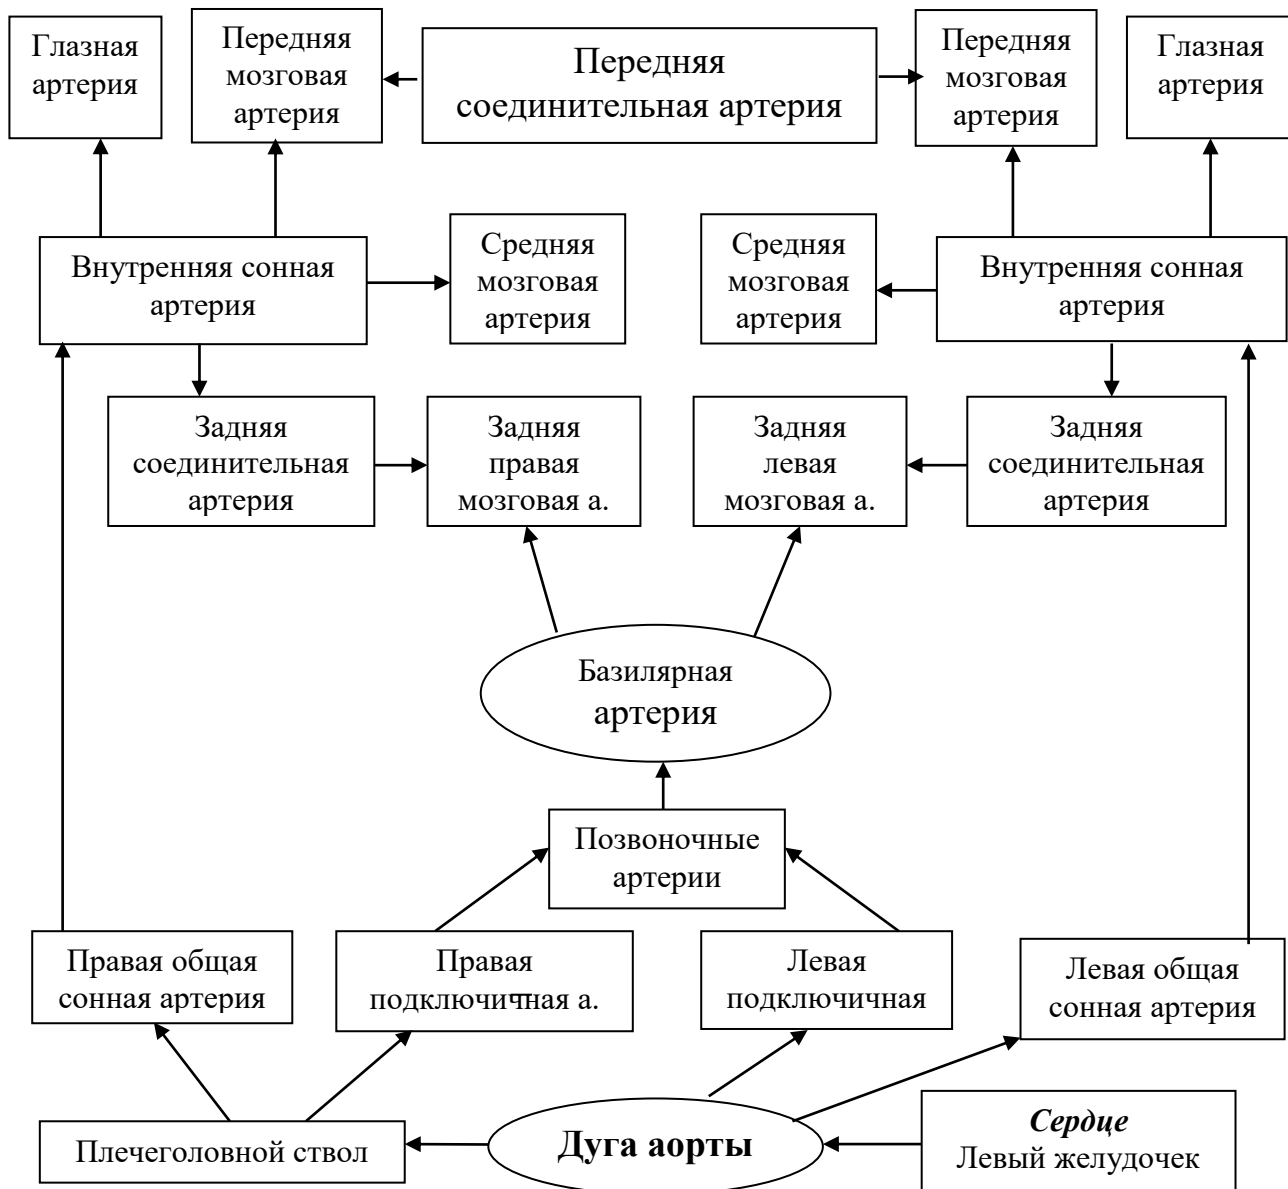 Глазная
артерия
Передняя
мозговая
артерия
Передняя
соединительная артерия
Передняя
мозговая
артерия
Глазная
артерия
Внутренняя сонная
артерия
Средняя
мозговая
артерия
Средняя
мозговая
артерия
Внутренняя сонная
артерия
Задняя
соединительная
артерия
Задняя
правая
мозговая а.
Задняя
левая
мозговая а.
Задняя
соединительная
артерия
Базилярная
артерия
Позвоночные
артерии
Правая общая
сонная артерия
Правая
подключичная а.
Левая
подключичная
Левая общая
сонная артерия
Плечеголовной ствол
Дуга аорты
Сердце
Левый желудочек